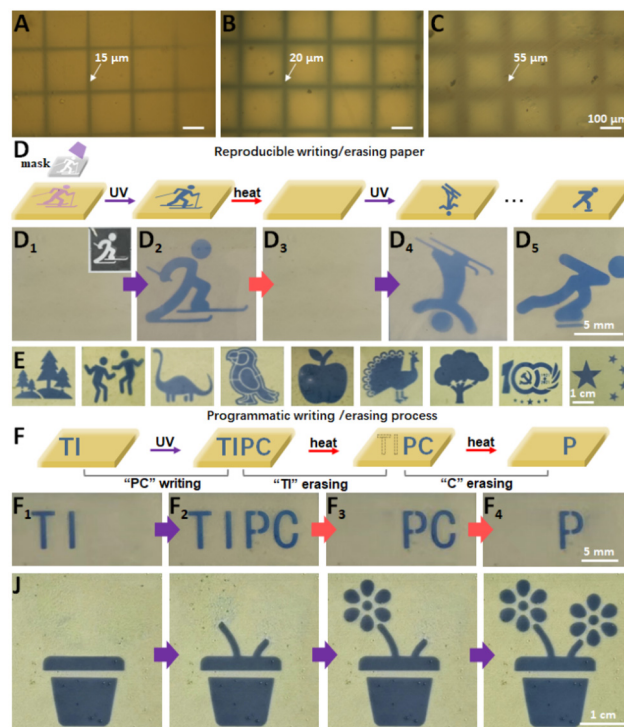 A
15 μm
B
20 μm
C
55 μm
100 μm
D
Reproducible writing/erasing paper
mask
UV
heat
UV
...
D1
D2
D3
D4
D5
5 mm
E
100
1 cm
Programmatic writing /erasing process
F
TI
UV
TIPC
heat
TIPC
heat
P
"PC" writing
"TI" erasing
"C" erasing
F1
TI
F2
TIPC
F3
PC
F4
P
5 mm
J
1 cm